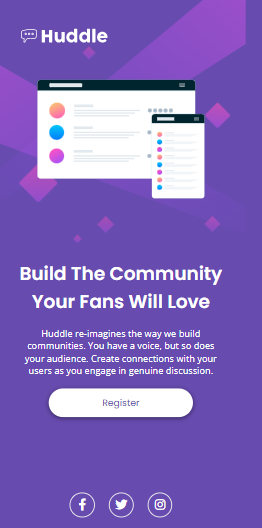 Huddle
Build The Community
Your Fans Will Love
Huddle re-imagines the way we build
communities. You have a voice, but so does
your audience. Create connections with your
users as you engage in genuine discussion.
Register